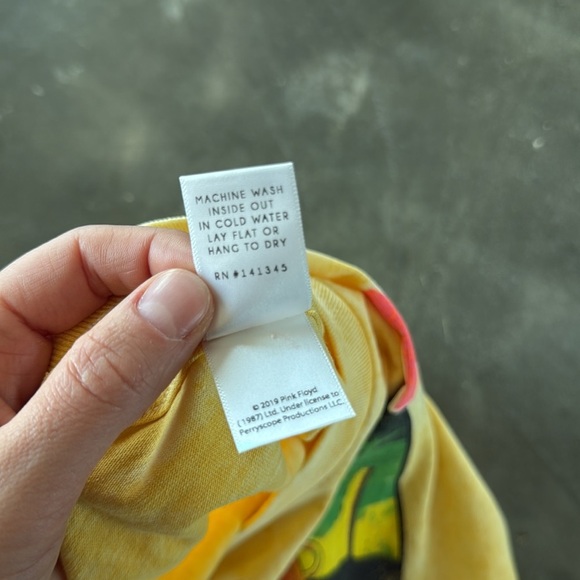 MACHINE WASH
INSIDE OUT
IN COLD WATER
LAY FLAT OR
HANG TO DRY
RN #141345
© 2019 Pink Floyd
(1987) Ltd. Under license to
Perryscope Productions LLC.